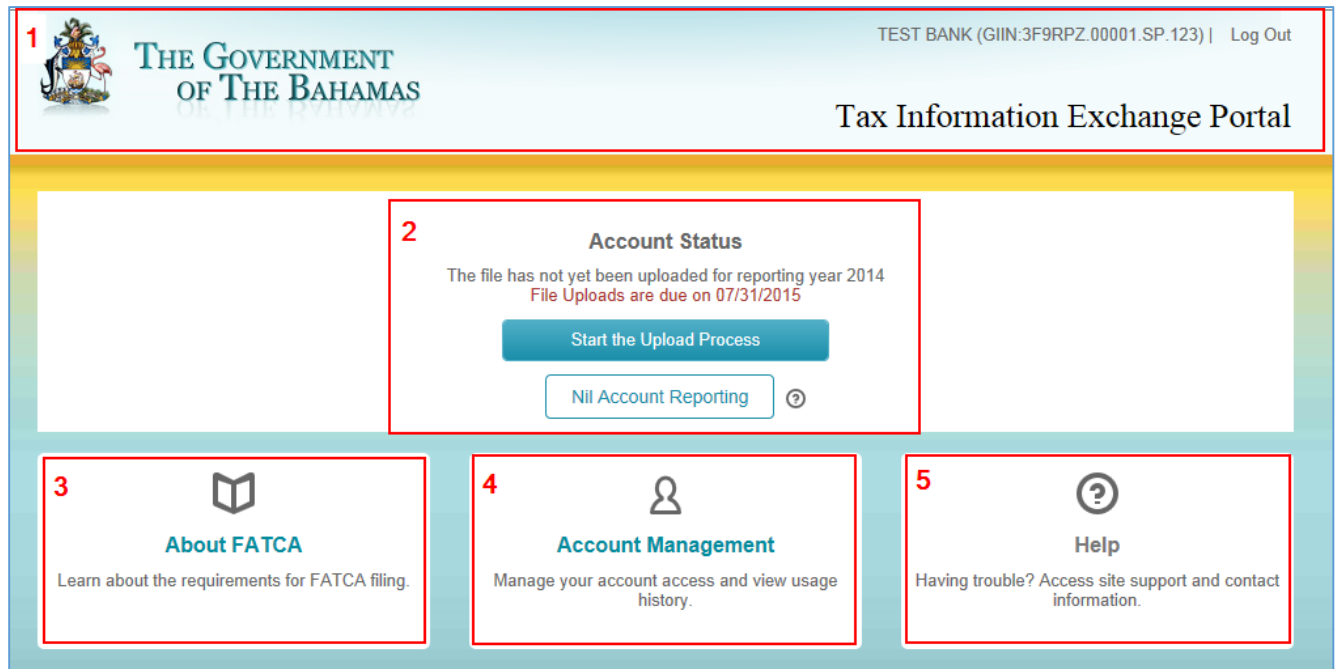 1
TEST BANK (GIIN:3F9RPZ.00001.SP.123) | Log Out
THE GOVERNMENT
OF THE BAHAMAS
Tax Information Exchange Portal
2
Account Status
The file has not yet been uploaded for reporting year 2014
File Uploads are due on 07/31/2015
Start the Upload Process
Nil Account Reporting ?
3
About FATCA
Learn about the requirements for FATCA filing.
4
Account Management
Manage your account access and view usage
history.
5
?
Help
Having trouble? Access site support and contact
information.